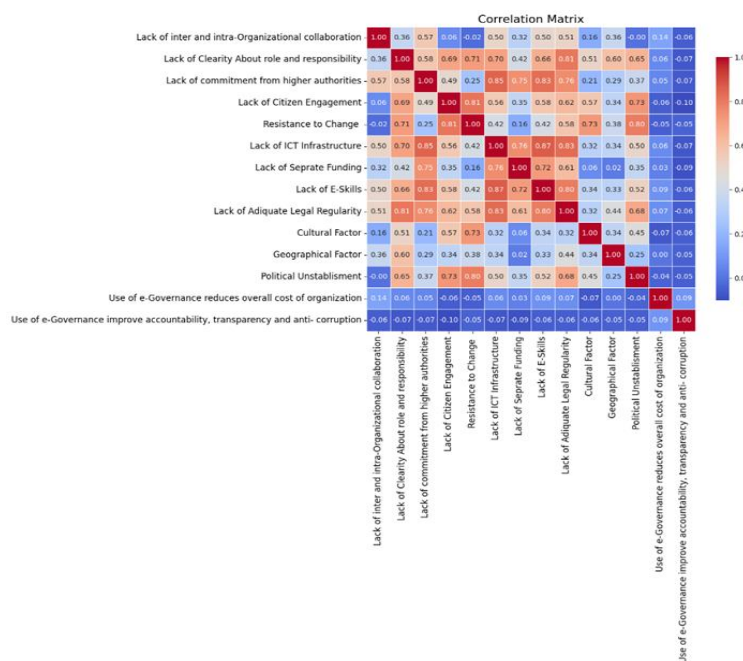 Correlation Matrix
Lack of inter and intra-Organizational collaboration 1.00 0.36 0.57 0.06 -0.02 0.50 0.32 0.50 0.51 0.16 0.36 -0.00 0.14 -0.06
Lack of Clearity About role and responsibility 0.36 1.00 0.58 0.69 0.71 0.70 0.42 0.66 0.81 0.51 0.60 0.65 0.06 -0.07
Lack of commitment from higher authorities 0.57 0.58 1.00 0.49 0.25 0.85 0.75 0.83 0.76 0.21 0.29 0.37 0.05 -0.07
Lack of Citizen Engagement 0.06 0.69 0.49 1.00 0.81 0.56 0.35 0.58 0.62 0.57 0.34 0.73 -0.06 -0.10
Resistance to Change -0.02 0.71 0.25 0.81 1.00 0.42 0.16 0.42 0.58 0.73 0.38 0.80 -0.05 -0.05
Lack of ICT Infrastructure 0.50 0.70 0.85 0.56 0.42 1.00 0.76 0.87 0.83 0.32 0.34 0.50 0.06 -0.07
Lack of Seprate Funding 0.32 0.42 0.75 0.35 0.16 0.76 1.00 0.72 0.61 0.06 0.02 0.35 0.03 -0.09
Lack of E-Skills 0.50 0.66 0.83 0.58 0.42 0.87 0.72 1.00 0.80 0.34 0.33 0.52 0.09 -0.06
Lack of Adiquate Legal Regularity 0.51 0.81 0.76 0.62 0.58 0.83 0.61 0.80 1.00 0.32 0.44 0.68 0.07 -0.06
Cultural Factor 0.16 0.51 0.21 0.57 0.73 0.32 0.06 0.34 0.32 1.00 0.34 0.45 -0.07 -0.06
Geographical Factor 0.36 0.60 0.29 0.34 0.38 0.34 0.02 0.33 0.44 0.34 1.00 0.25 0.00 -0.05
Political Unstablisment -0.00 0.65 0.37 0.73 0.80 0.50 0.35 0.52 0.68 0.45 0.25 1.00 -0.04 -0.05
Use of e-Governance reduces overall cost of organization 0.14 0.06 0.05 -0.06 -0.05 0.06 0.03 0.09 0.07 -0.07 0.00 -0.04 1.00 0.09
Use of e-Governance improve accountability, transparency and anti- corruption -0.06 -0.07 -0.07 -0.10 -0.05 -0.07 -0.09 -0.06 -0.06 -0.06 -0.05 -0.05 0.09 1.00
Lack of inter and intra-Organizational collaboration
Lack of Clearity About role and responsibility
Lack of commitment from higher authorities
Lack of Citizen Engagement
Resistance to Change
Lack of ICT Infrastructure
Lack of Seprate Funding
Lack of E-Skills
Lack of Adiquate Legal Regularity
Cultural Factor
Geographical Factor
Political Unstablisment
Use of e-Governance reduces overall cost of organization
Use of e-Governance improve accountability, transparency and anti- corruption